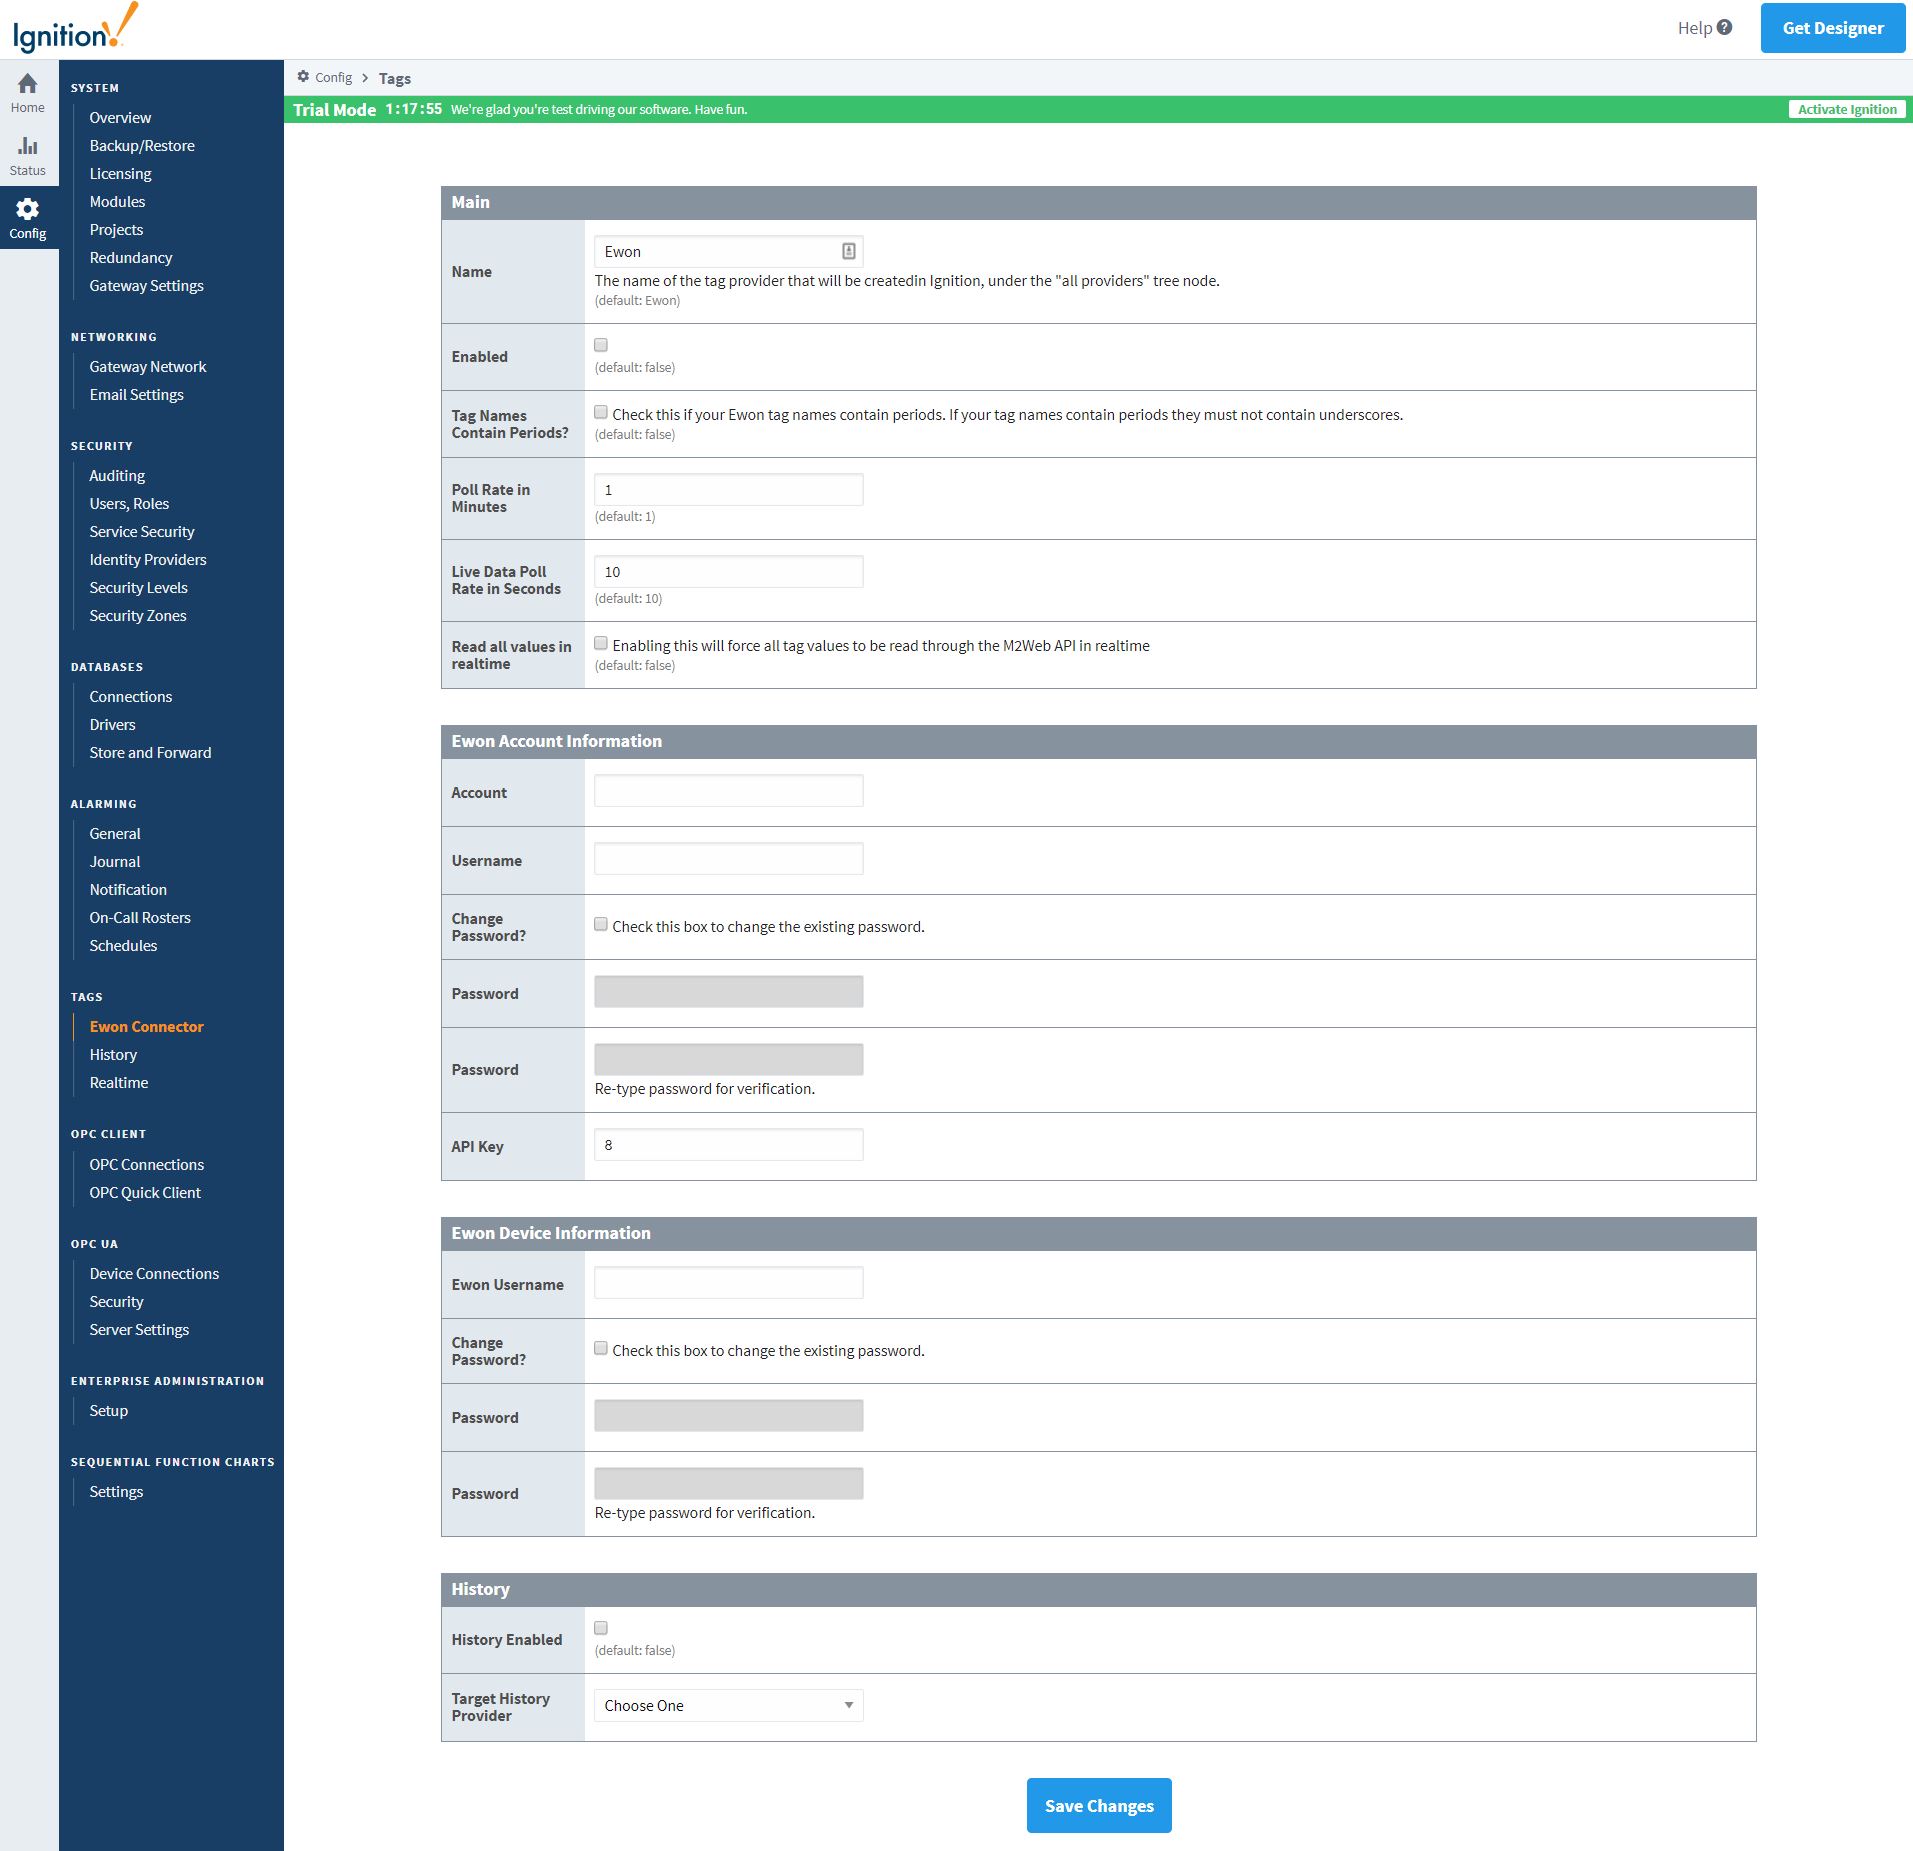 Ignition!
Help
Get Designer
Home
Status
Config
SYSTEM
Overview
Backup/Restore
Licensing
Modules
Projects
Redundancy
Gateway Settings
NETWORKING
Gateway Network
Email Settings
SECURITY
Auditing
Users, Roles
Service Security
Identity Providers
Security Levels
Security Zones
DATABASES
Connections
Drivers
Store and Forward
ALARMING
General
Journal
Notification
On-Call Rosters
Schedules
TAGS
Ewon Connector
History
Realtime
OPC CLIENT
OPC Connections
OPC Quick Client
OPC UA
Device Connections
Security
Server Settings
ENTERPRISE ADMINISTRATION
Setup
SEQUENTIAL FUNCTION CHARTS
Settings
Config > Tags
Trial Mode 1:17:55 We're glad you're test driving our software. Have fun.
Activate Ignition
Main
Name
Ewon
The name of the tag provider that will be createdin Ignition, under the "all providers" tree node.
(default: Ewon)
Enabled
(default: false)
Tag Names
Contain Periods?
Check this if your Ewon tag names contain periods. If your tag names contain periods they must not contain underscores.
(default: false)
Poll Rate in
Minutes
1
(default: 1)
Live Data Poll
Rate in Seconds
10
(default: 10)
Read all values in
realtime
Enabling this will force all tag values to be read through the M2Web API in realtime
(default: false)
Ewon Account Information
Account
Username
Change
Password?
Check this box to change the existing password.
Password
Password
Re-type password for verification.
API Key
8
Ewon Device Information
Ewon Username
Change
Password?
Check this box to change the existing password.
Password
Password
Re-type password for verification.
History
History Enabled
(default: false)
Target History
Provider
Choose One
Save Changes